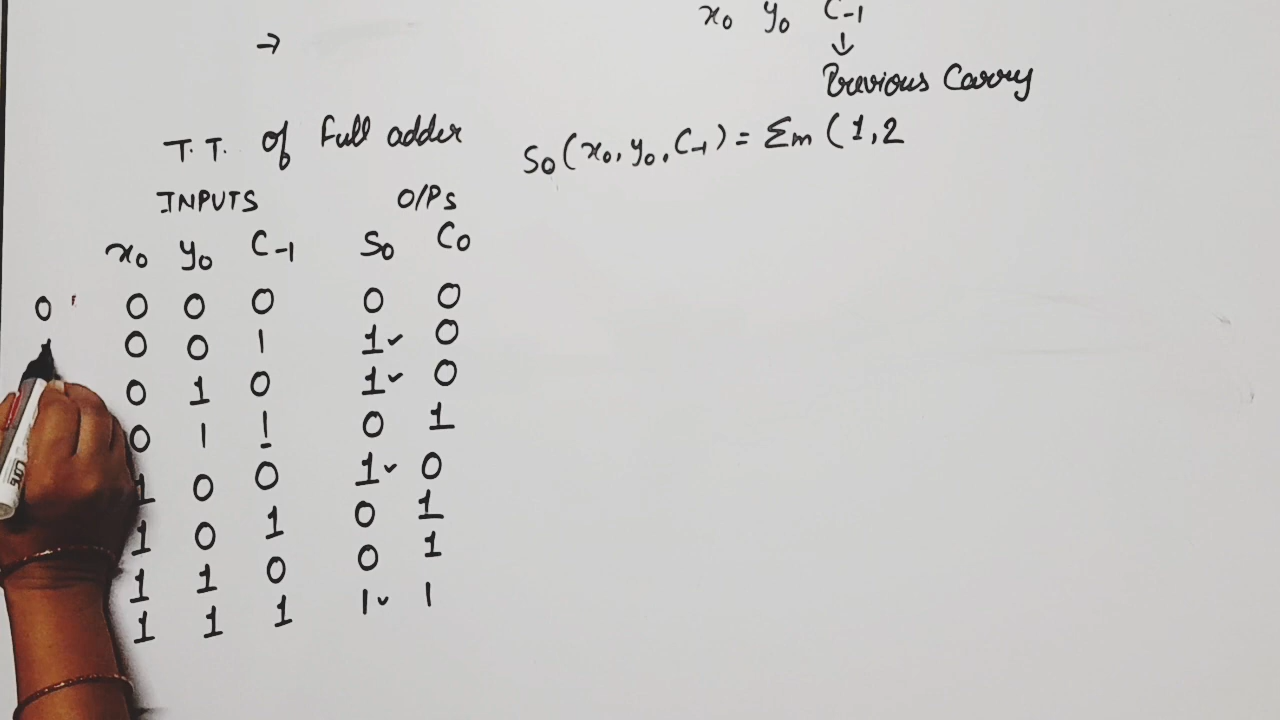 x0 y0 C-1
→ ↓
Previous Carry
T.T. of Full adder
S0(x0, y0, C-1) = Σm (1,2
INPUTS O/Ps
x0 y0 C-1 S0 C0
0 0 0 0 0 0
1 0 0 1 1✓ 0
0 1 0 1✓ 0
0 1 1 0 1
1 0 0 1✓ 0
1 0 1 0 1
1 1 0 0 1
1 1 1 1✓ 1